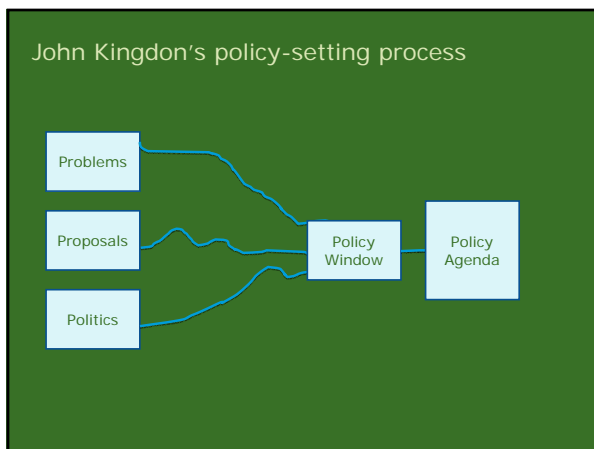 John Kingdon's policy-setting process
Problems
Proposals
Politics
Policy
Window
Policy
Agenda